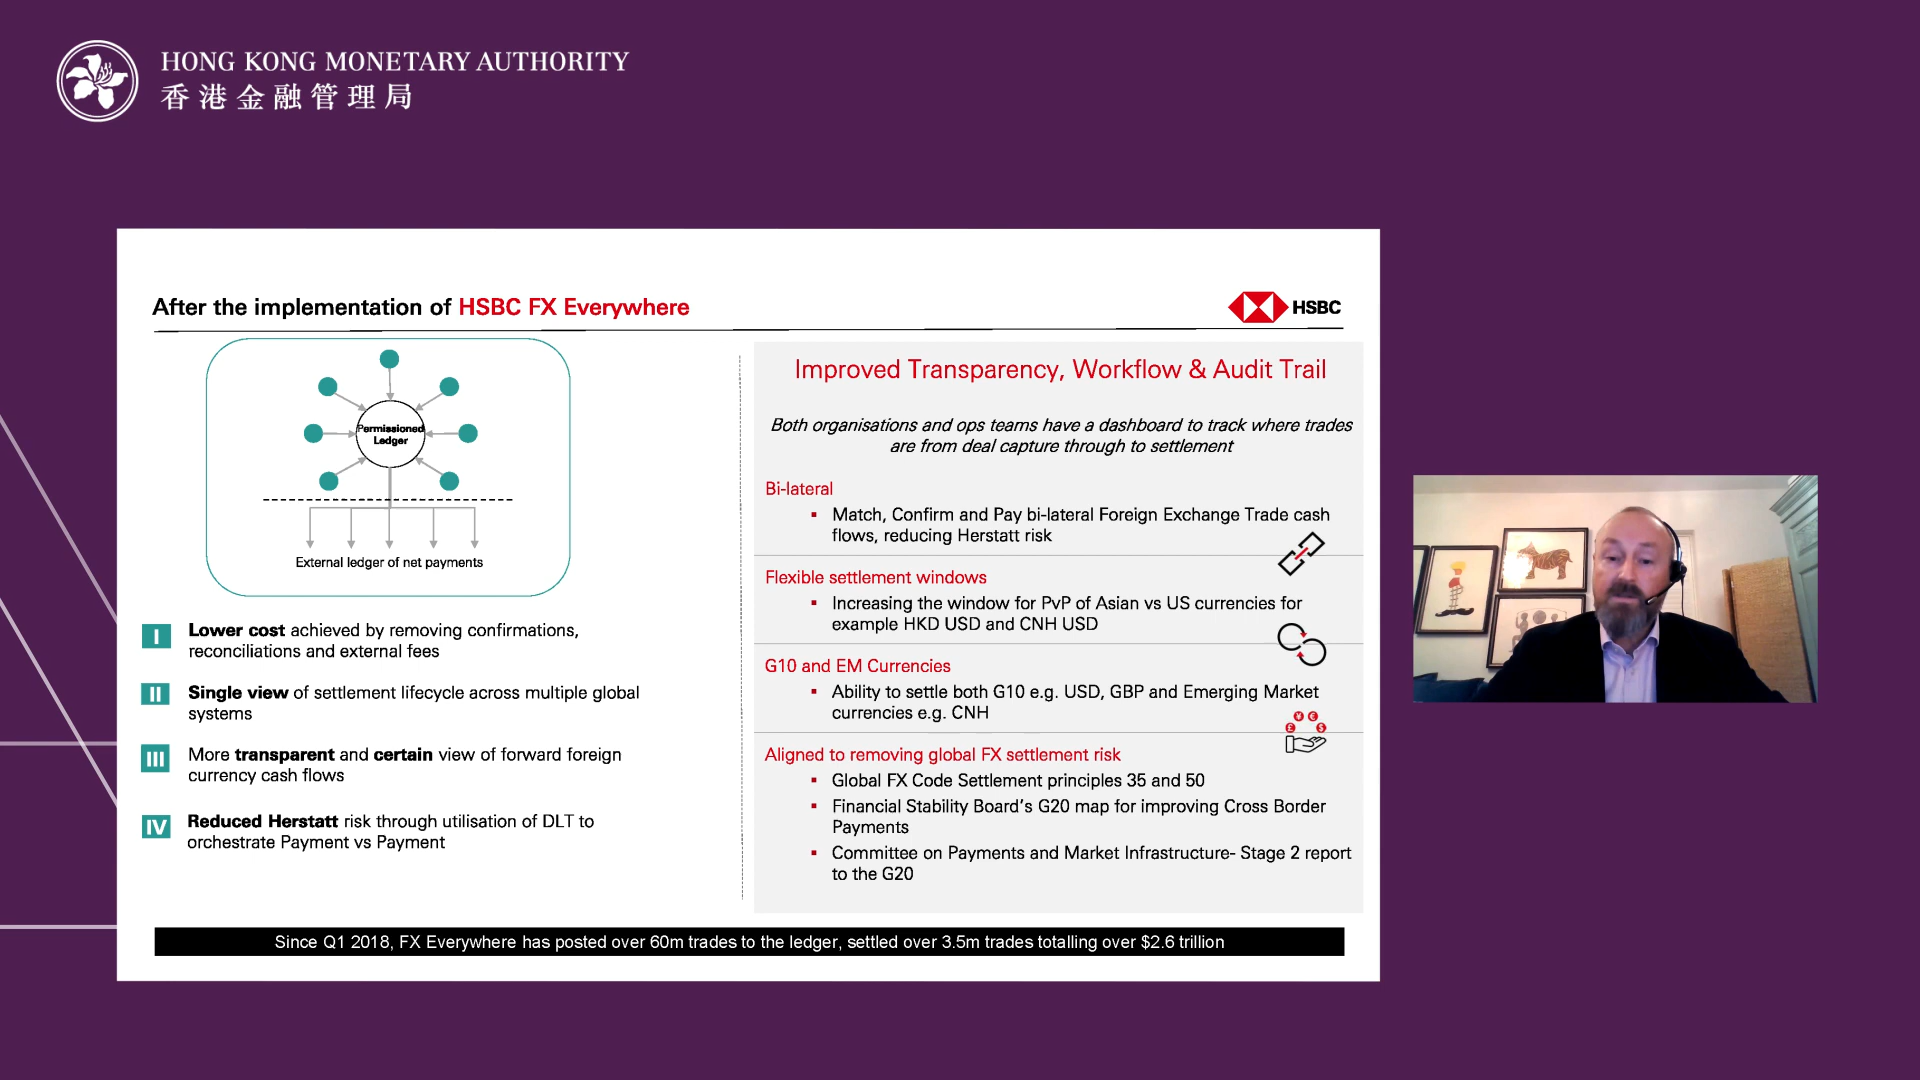 HONG KONG MONETARY AUTHORITY
香港金融管理局
After the implementation of HSBC FX Everywhere
HSBC
Permissioned
Ledger
External ledger of net payments
I
Lower cost achieved by removing confirmations,
reconciliations and external fees
II
Single view of settlement lifecycle across multiple global
systems
III
More transparent and certain view of forward foreign
currency cash flows
IV
Reduced Herstatt risk through utilisation of DLT to
orchestrate Payment vs Payment
Improved Transparency, Workflow & Audit Trail
Both organisations and ops teams have a dashboard to track where trades
are from deal capture through to settlement
Bi-lateral
▪ Match, Confirm and Pay bi-lateral Foreign Exchange Trade cash
flows, reducing Herstatt risk
Flexible settlement windows
▪ Increasing the window for PvP of Asian vs US currencies for
example HKD USD and CNH USD
G10 and EM Currencies
▪ Ability to settle both G10 e.g. USD, GBP and Emerging Market
currencies e.g. CNH
¥ €
£ $
Aligned to removing global FX settlement risk
▪ Global FX Code Settlement principles 35 and 50
▪ Financial Stability Board's G20 map for improving Cross Border
Payments
▪ Committee on Payments and Market Infrastructure- Stage 2 report
to the G20
Since Q1 2018, FX Everywhere has posted over 60m trades to the ledger, settled over 3.5m trades totalling over $2.6 trillion